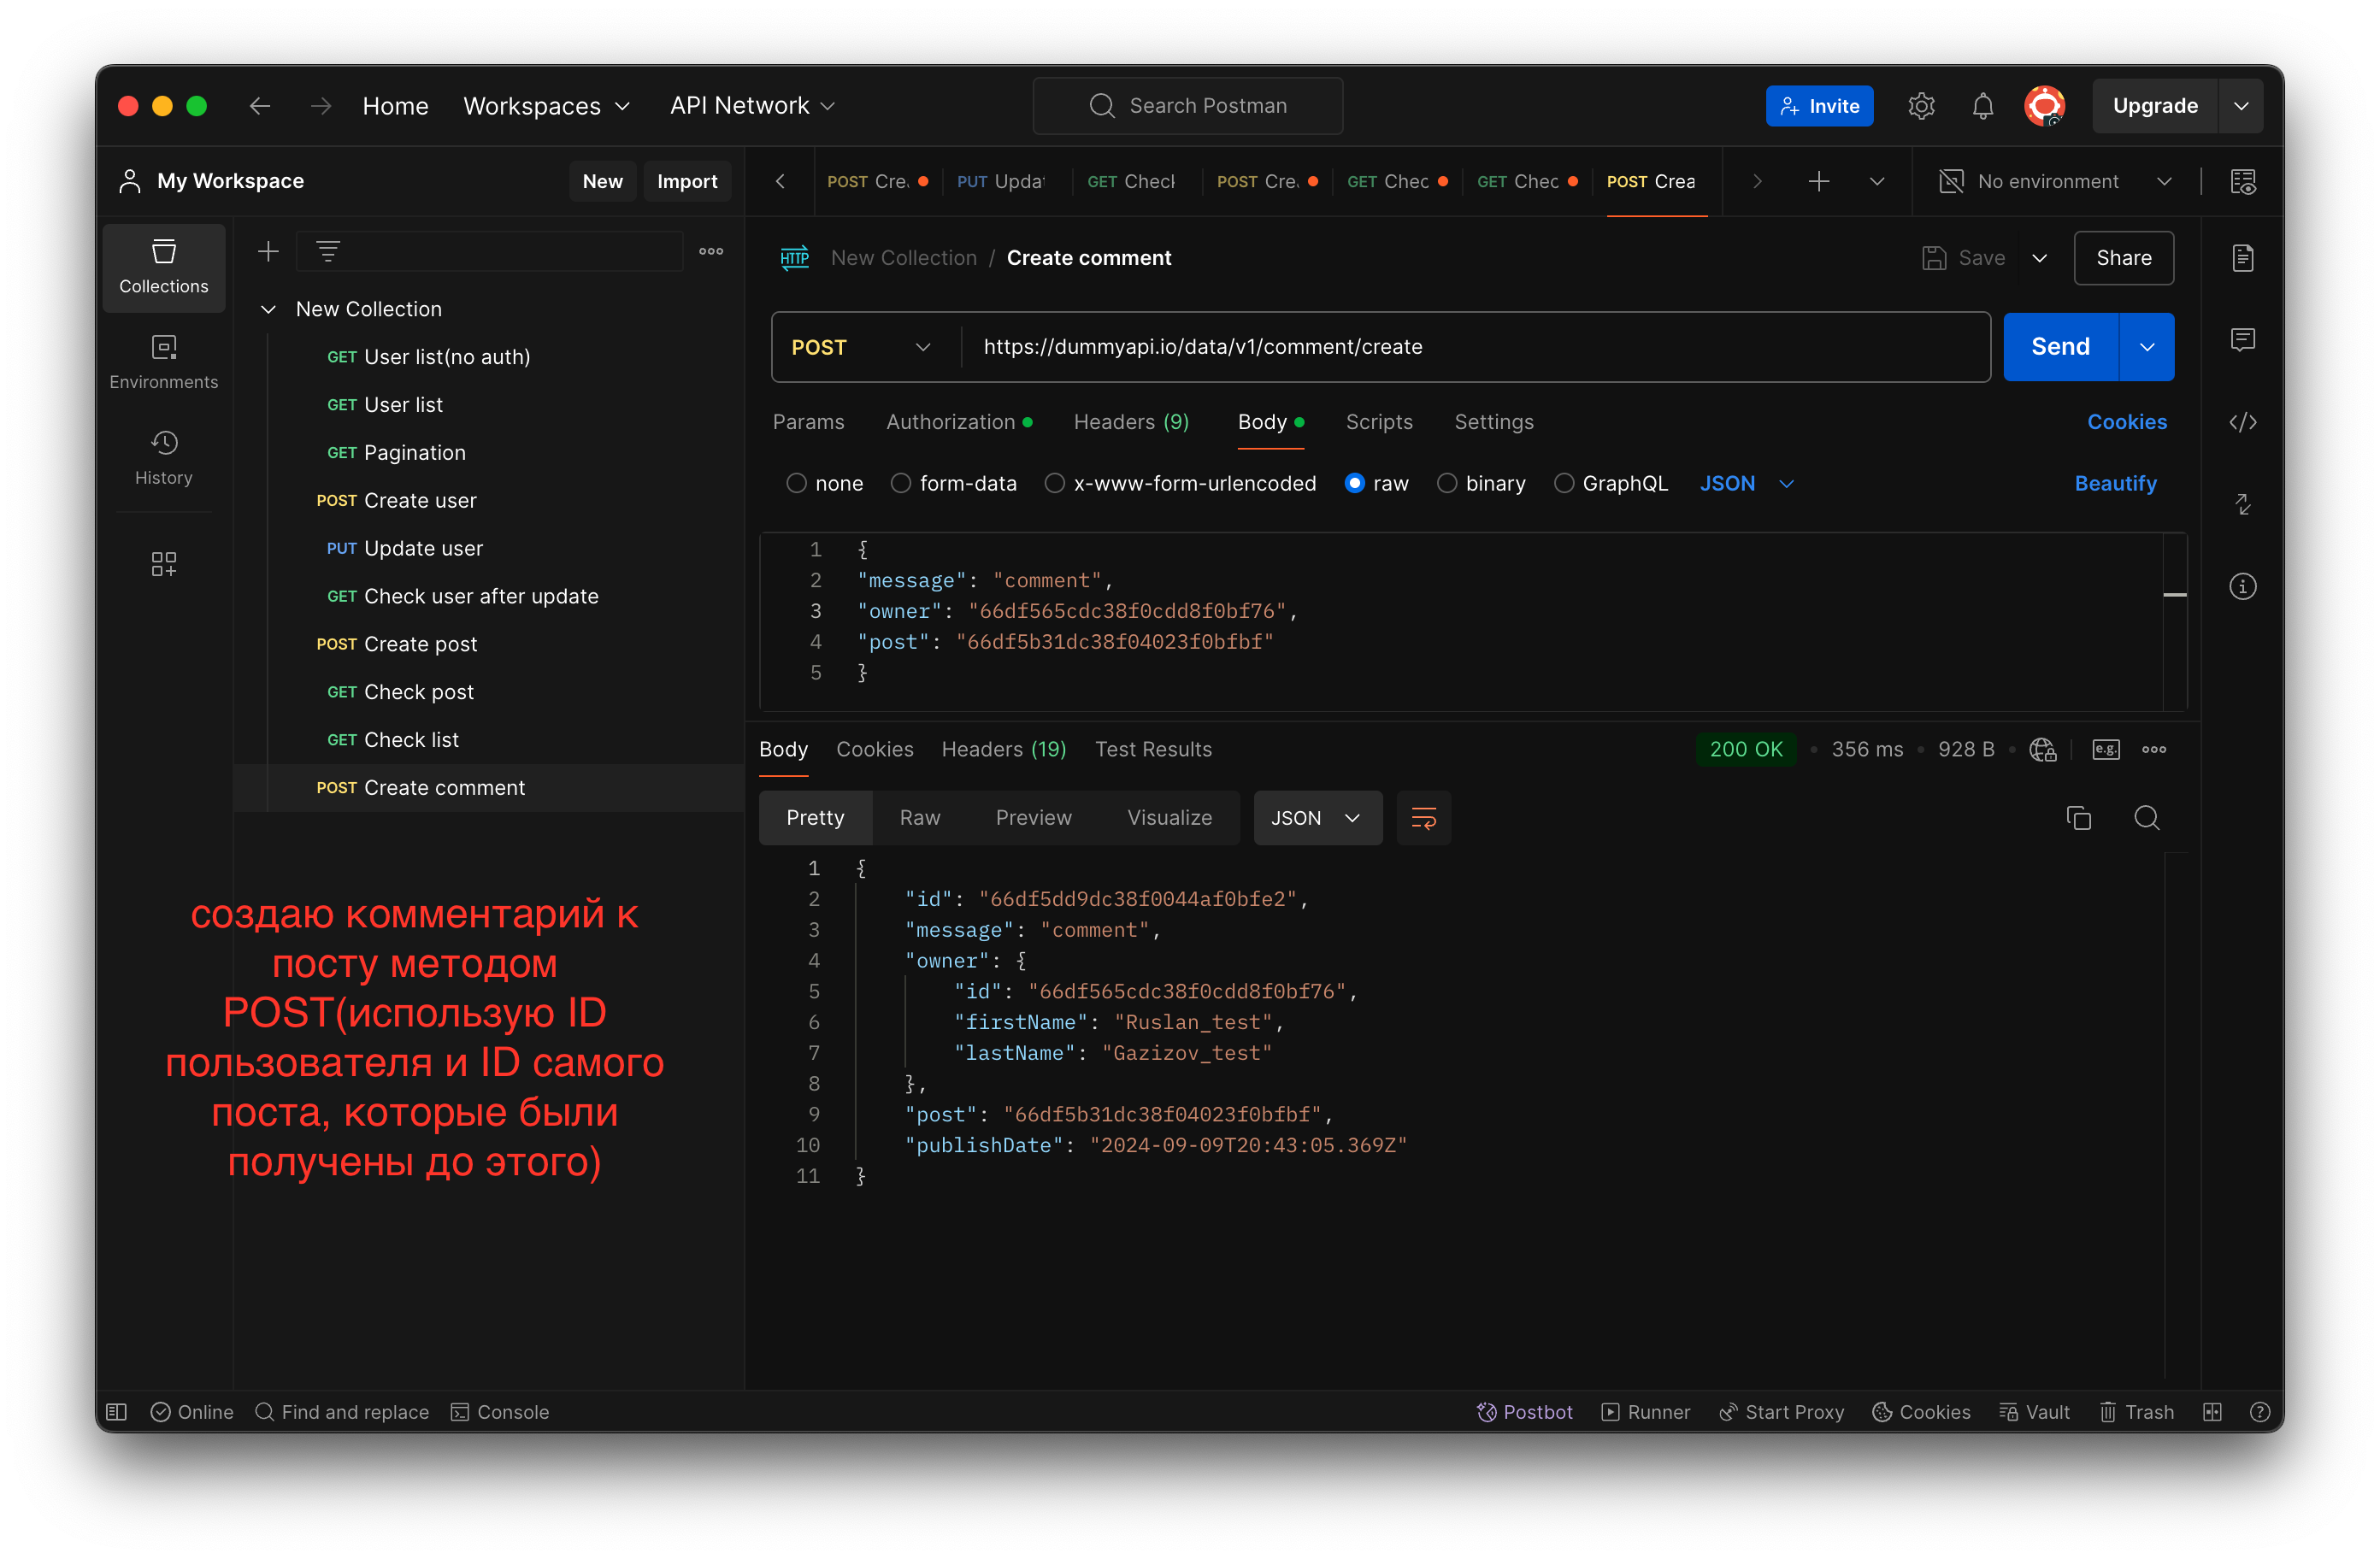 Home Workspaces API Network Search Postman Invite Upgrade
My Workspace New Import
POST Cre. PUT Updat GET Check POST Cre. GET Chec GET Chec POST Crea No environment
Collections
Environments
History
New Collection
GET User list(no auth)
GET User list
GET Pagination
POST Create user
PUT Update user
GET Check user after update
POST Create post
GET Check post
GET Check list
POST Create comment
создаю комментарий к
посту методом
POST(использую ID
пользователя и ID самого
поста, которые были
получены до этого)
HTTP New Collection / Create comment Save Share
POST https://dummyapi.io/data/v1/comment/create Send
Params Authorization Headers (9) Body Scripts Settings Cookies
none form-data x-www-form-urlencoded raw binary GraphQL JSON Beautify
1 {
2 "message": "comment",
3 "owner": "66df565cdc38f0cdd8f0bf76",
4 "post": "66df5b31dc38f04023f0bfbf"
5 }
Body Cookies Headers (19) Test Results 200 OK • 356 ms • 928 B • e.g.
Pretty Raw Preview Visualize JSON
1 {
2 "id": "66df5dd9dc38f0044af0bfe2",
3 "message": "comment",
4 "owner": {
5 "id": "66df565cdc38f0cdd8f0bf76",
6 "firstName": "Ruslan_test",
7 "lastName": "Gazizov_test"
8 },
9 "post": "66df5b31dc38f04023f0bfbf",
10 "publishDate": "2024-09-09T20:43:05.369Z"
11 }
Online Find and replace Console Postbot Runner Start Proxy Cookies Vault Trash